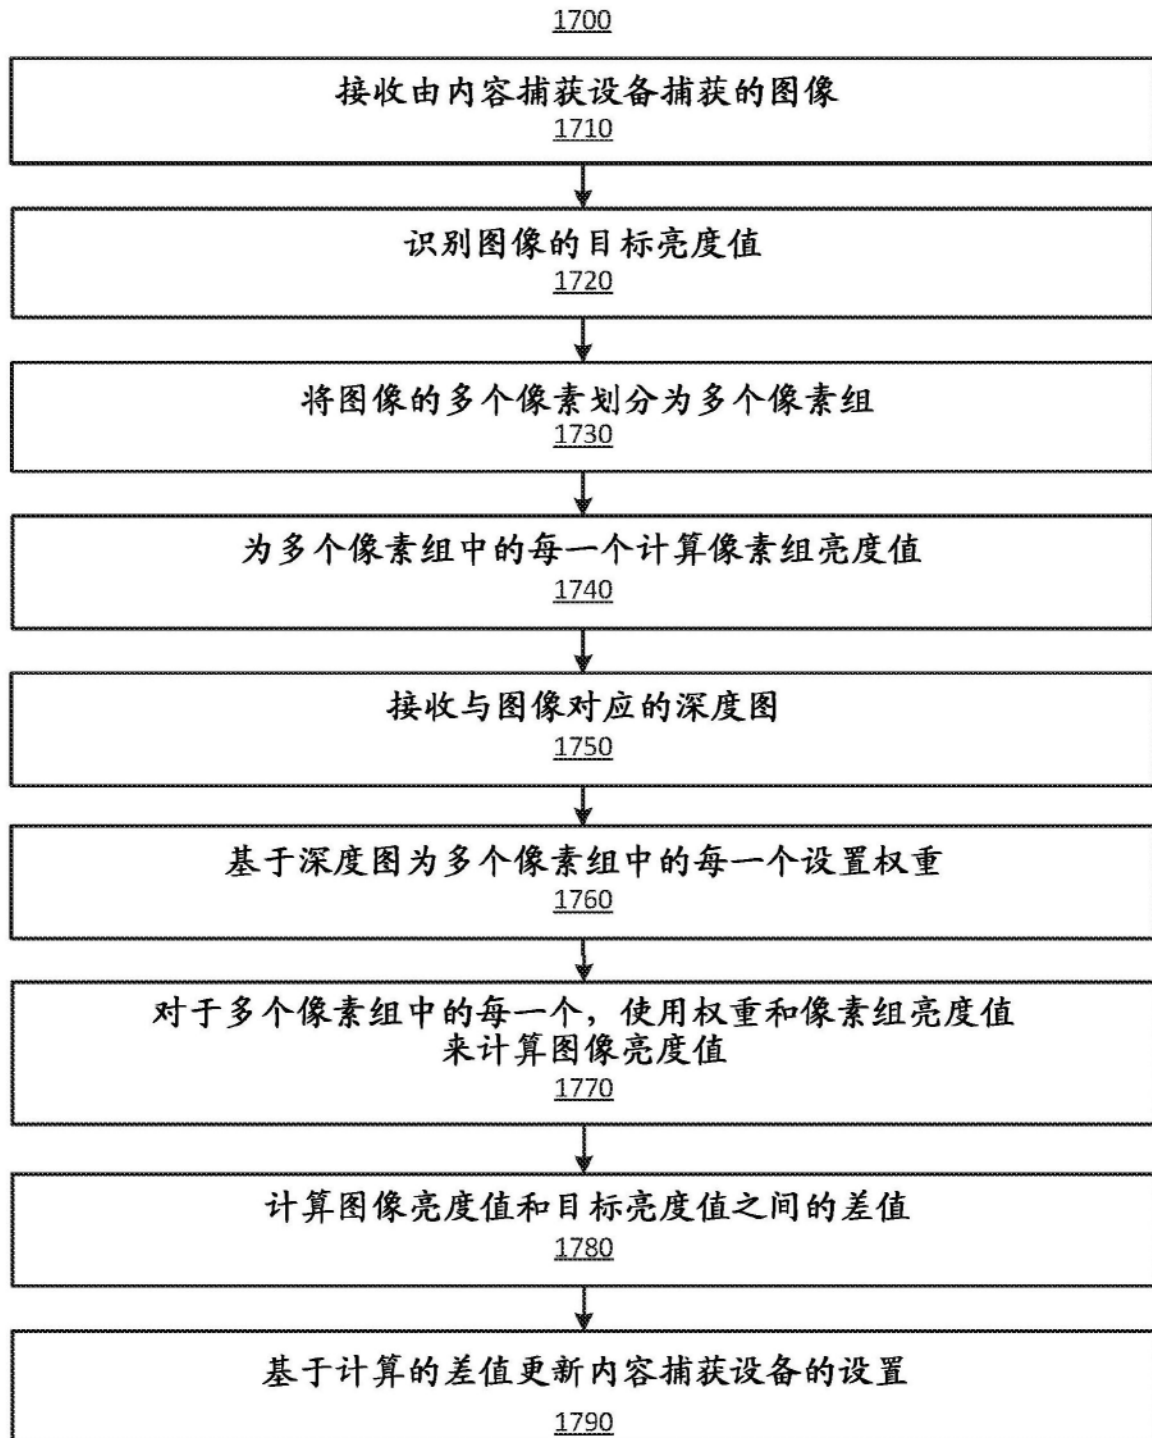 1700
接收由内容捕获设备捕获的图像
1710
识别图像的目标亮度值
1720
将图像的多个像素划分为多个像素组
1730
为多个像素组中的每一个计算像素组亮度值
1740
接收与图像对应的深度图
1750
基于深度图为多个像素组中的每一个设置权重
1760
对于多个像素组中的每一个，使用权重和像素组亮度值
来计算图像亮度值
1770
计算图像亮度值和目标亮度值之间的差值
1780
基于计算的差值更新内容捕获设备的设置
1790